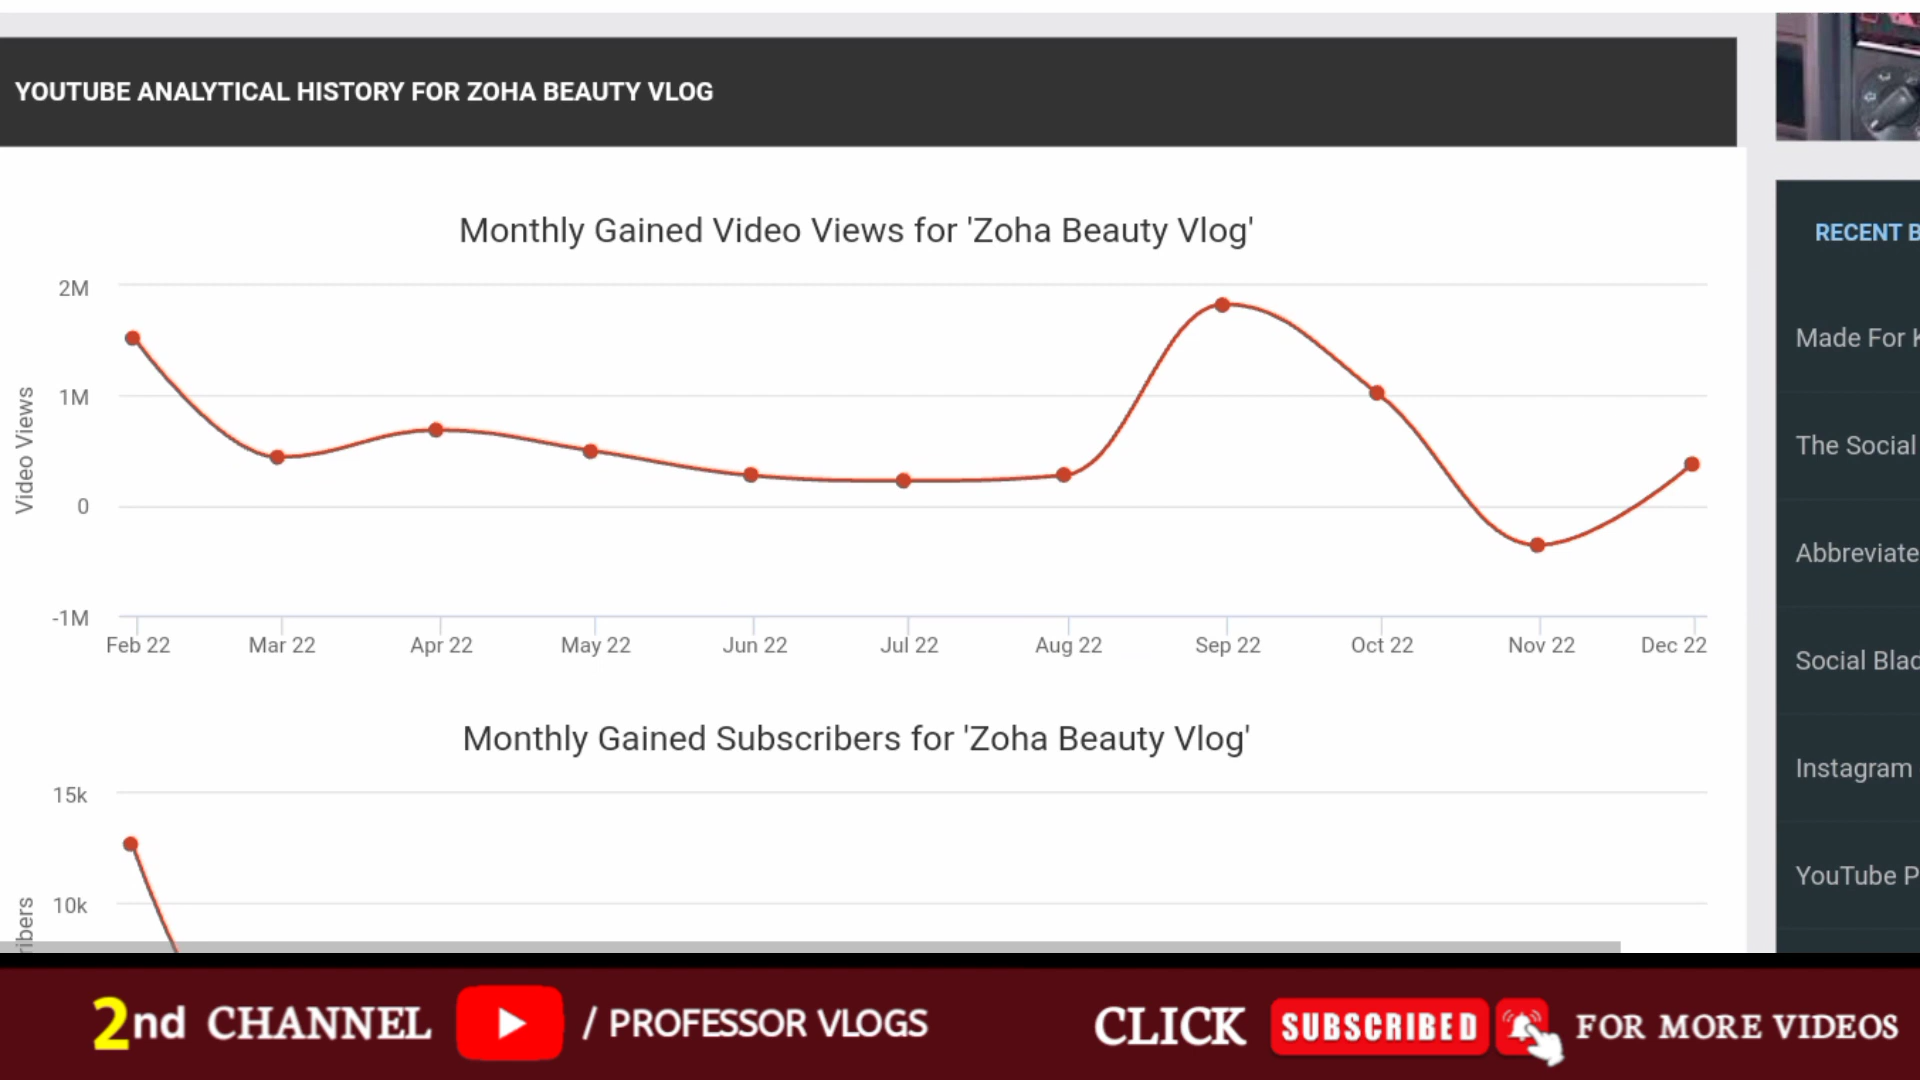 YOUTUBE ANALYTICAL HISTORY FOR ZOHA BEAUTY VLOG
Monthly Gained Video Views for 'Zoha Beauty Vlog'
2M
1M
0
-1M
Video Views
Feb 22 Mar 22 Apr 22 May 22 Jun 22 Jul 22 Aug 22 Sep 22 Oct 22 Nov 22 Dec 22
Monthly Gained Subscribers for 'Zoha Beauty Vlog'
15k
10k
ribers
RECENT B
Made For K
The Social
Abbreviate
Social Blad
Instagram
YouTube P
2nd CHANNEL / PROFESSOR VLOGS
CLICK SUBSCRIBED FOR MORE VIDEOS